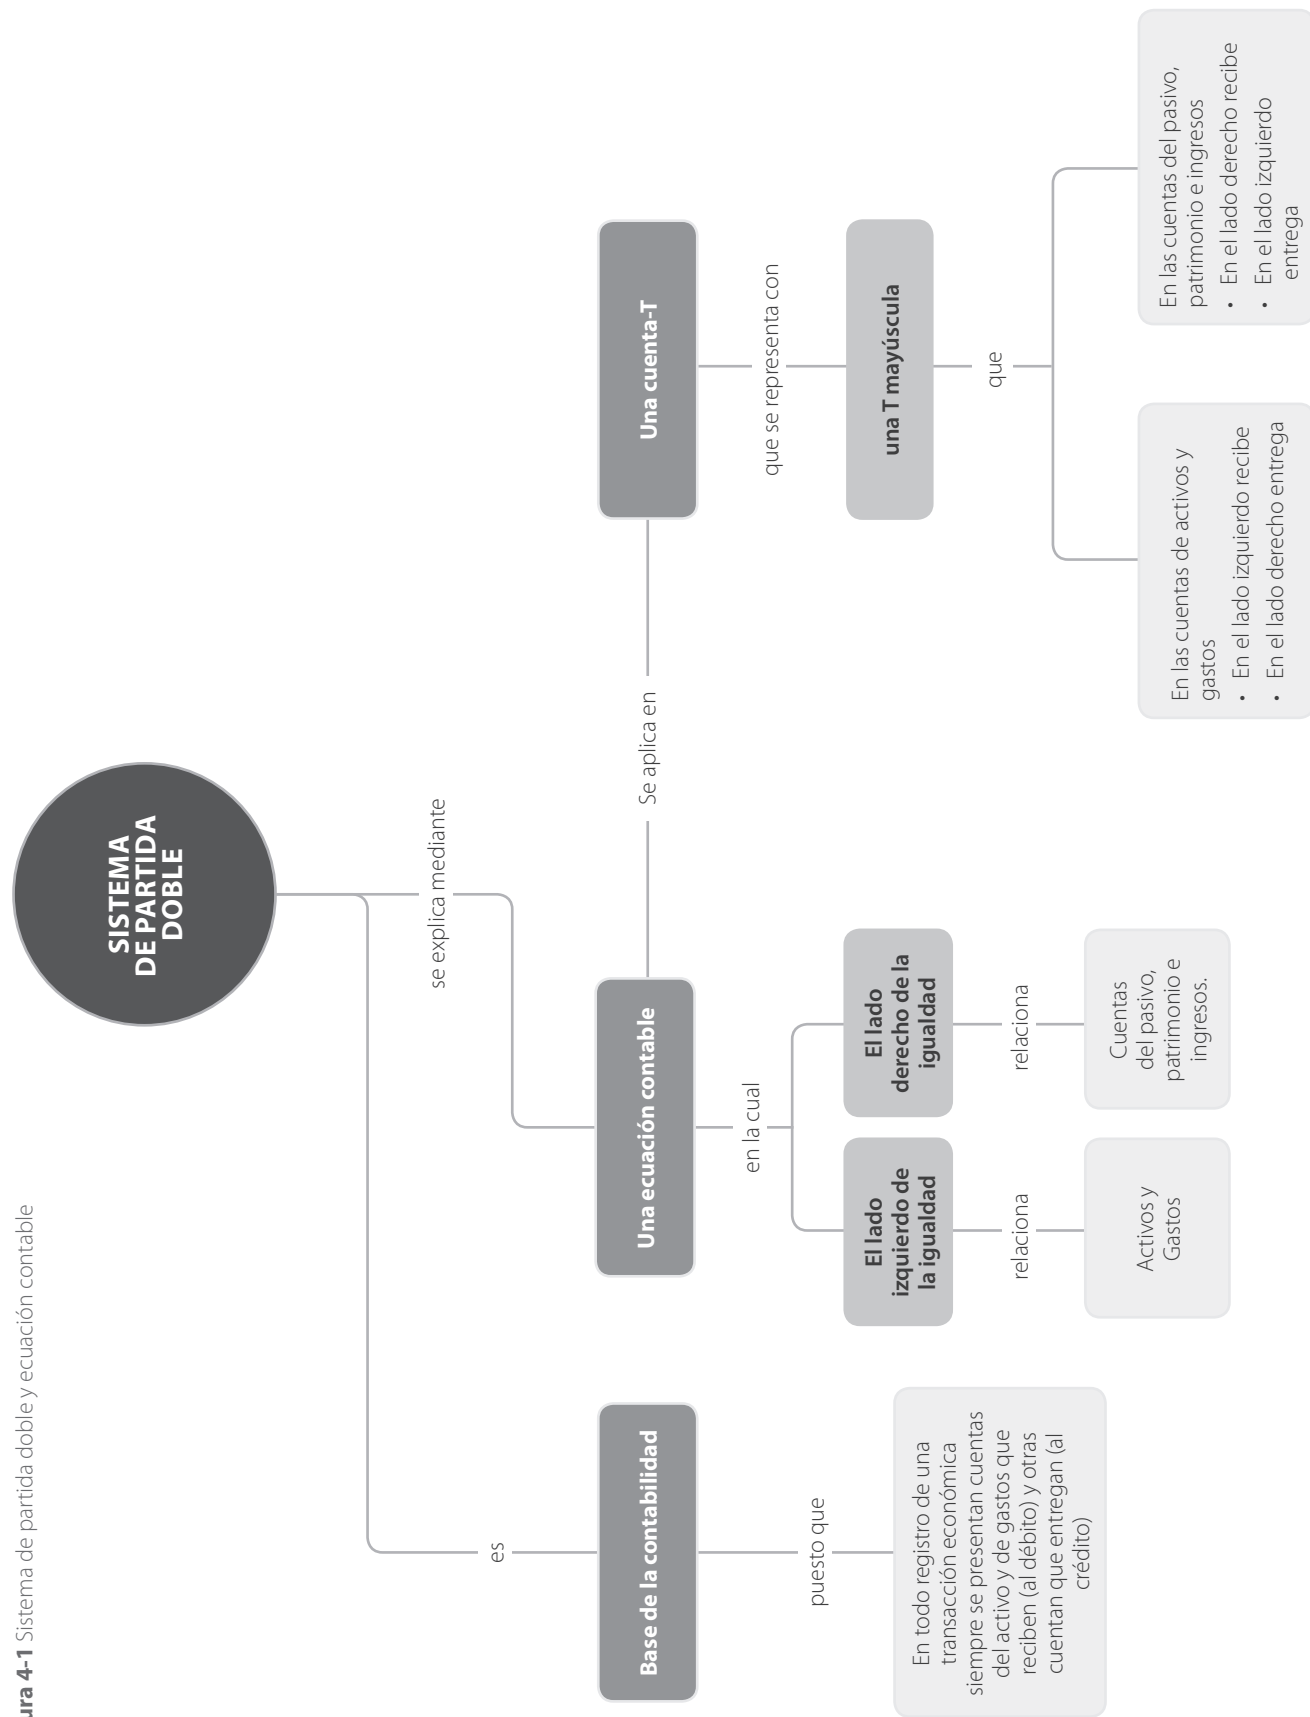 ura 4-1 Sistema de partida doble y ecuación contable
SISTEMA
DE PARTIDA
DOBLE
es
se explica mediante
Base de la contabilidad
Una ecuación contable
Se aplica en
Una cuenta-T
puesto que
en la cual
que se representa con
En todo registro de una
transacción económica
siempre se presentan cuentas
del activo y de gastos que
reciben (al débito) y otras
cuentan que entregan (al
crédito)
El lado
izquierdo de
la igualdad
El lado
derecho de la
igualdad
una T mayúscula
relaciona
relaciona
que
Activos y
Gastos
Cuentas
del pasivo,
patrimonio e
ingresos.
En las cuentas de activos y
gastos
• En el lado izquierdo recibe
• En el lado derecho entrega
En las cuentas del pasivo,
patrimonio e ingresos
• En el lado derecho recibe
• En el lado izquierdo
entrega